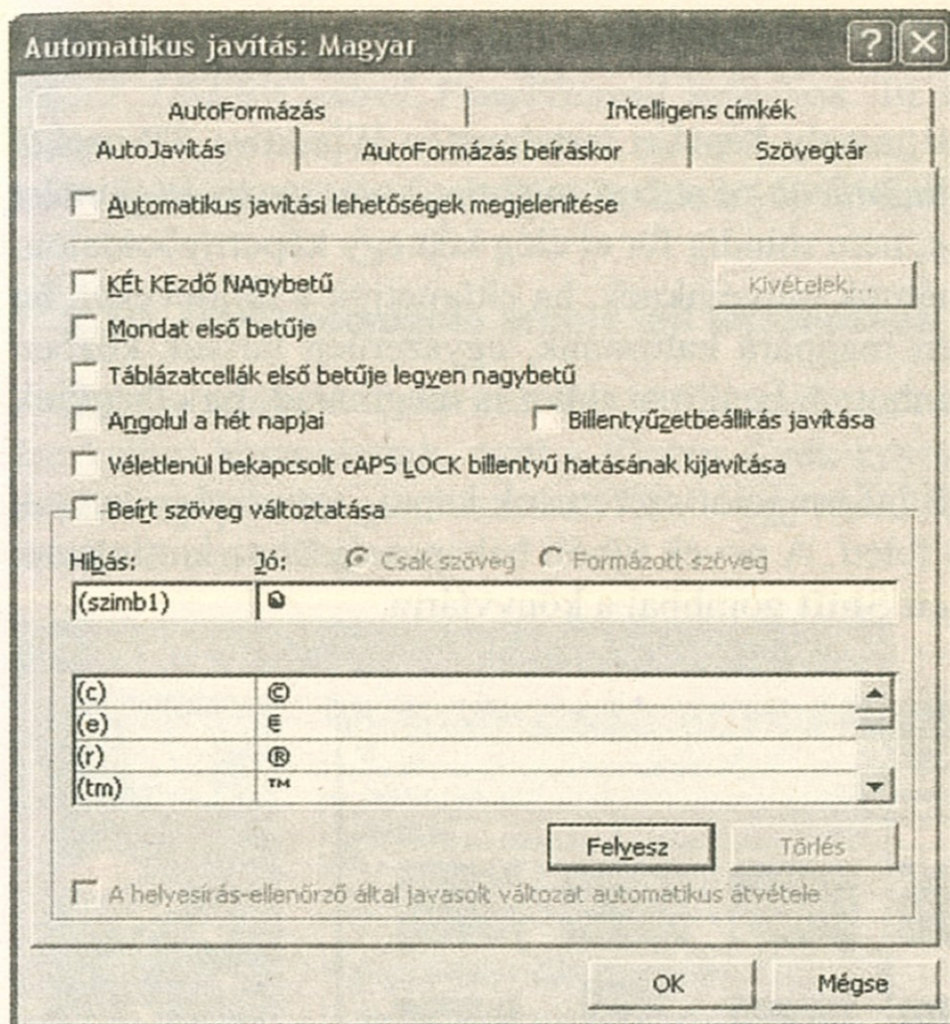 Automatikus javítás: Magyar
AutoFormázás Intelligens címkék
AutoJavítás AutoFormázás beíráskor Szövegtár
Automatikus javítási lehetőségek megjelenítése
KÉt KEzdő NAgybetű Kivételek...
Mondat első betűje
Táblázatcellák első betűje legyen nagybetű
Angolul a hét napjai Billentyűzetbeállítás javítása
Véletlenül bekapcsolt cAPS LOCK billentyű hatásának kijavítása
Beírt szöveg változtatása
Hibás: Jó: Csak szöveg Formázott szöveg
(szimb1)
(c) ©
(e) €
(r) ®
(tm) ™
Felvesz Törlés
A helyesírás-ellenőrző által javasolt változat automatikus átvétele
OK Mégse